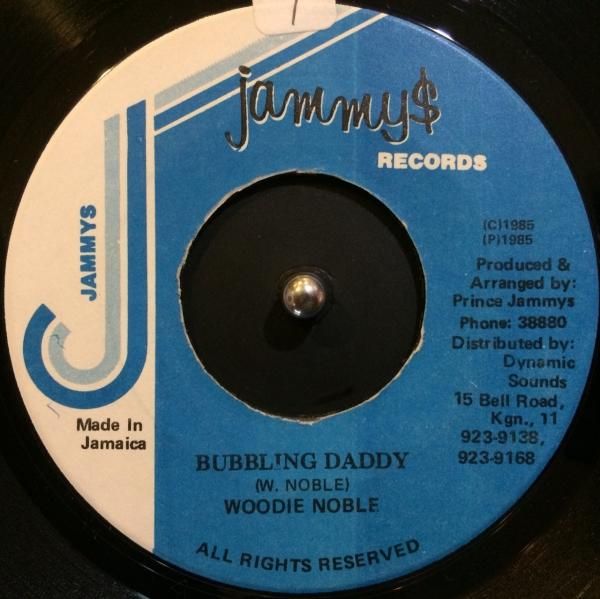 jammy$
RECORDS
JAMMYS
(C)1985
(P)1985
Produced &
Arranged by:
Prince Jammys
Phone: 38880
Distributed by:
Dynamic
Sounds
15 Bell Road,
Kgn., 11
923-9138,
923-9168
Made In
Jamaica
BUBBLING DADDY
(W. NOBLE)
WOODIE NOBLE
ALL RIGHTS RESERVED